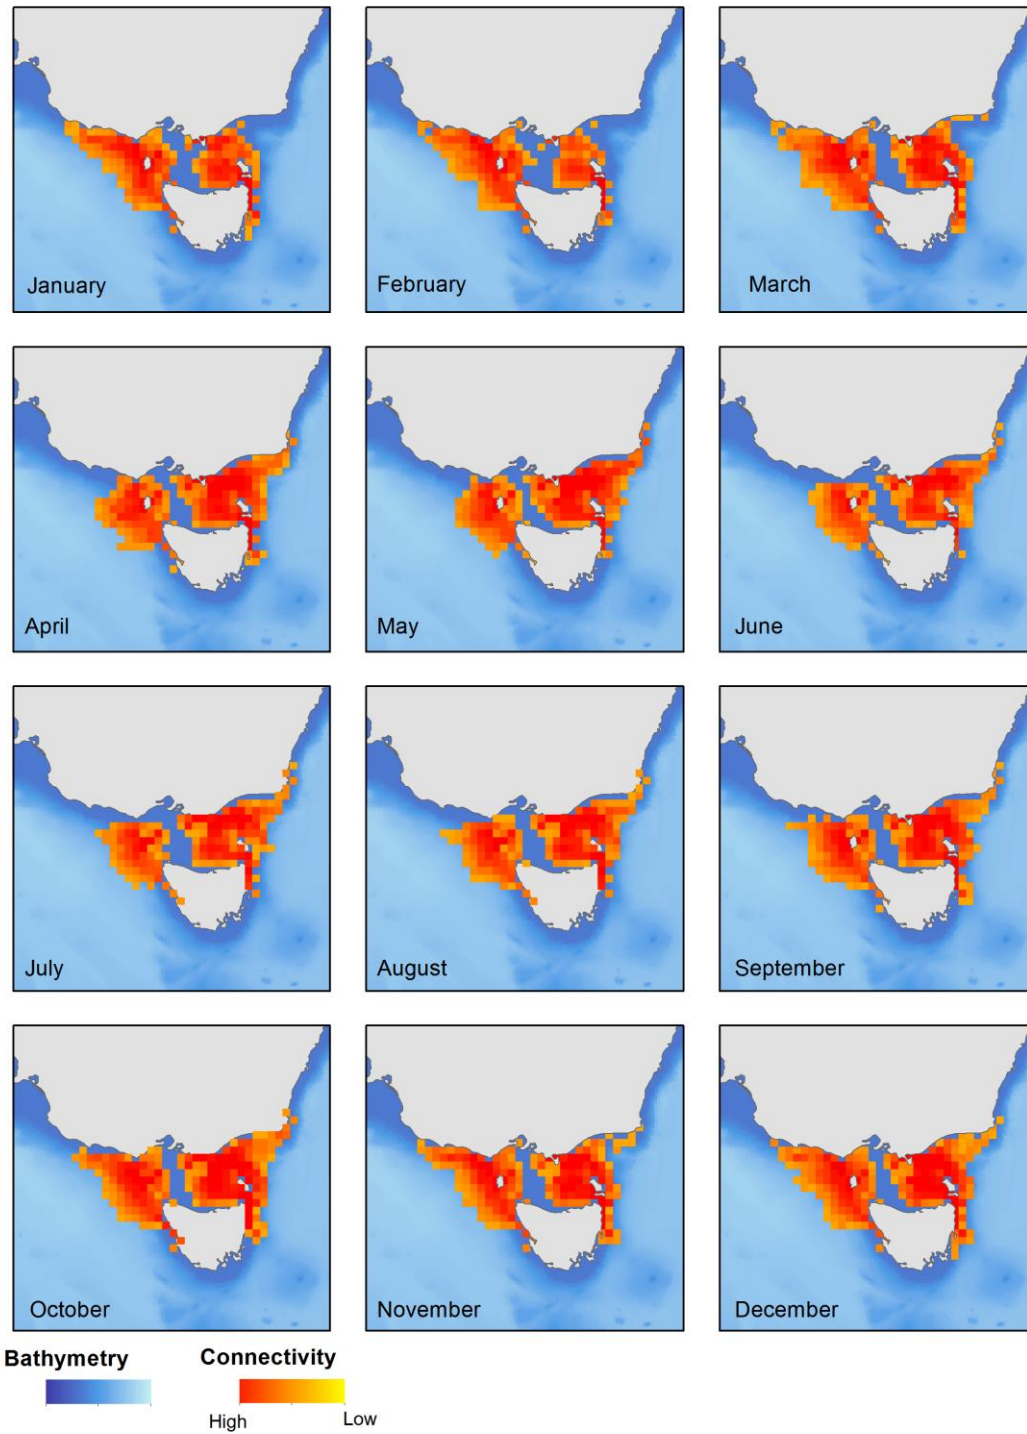 January
February
March
April
May
June
July
August
September
October
November
December
Bathymetry
Connectivity
High
Low